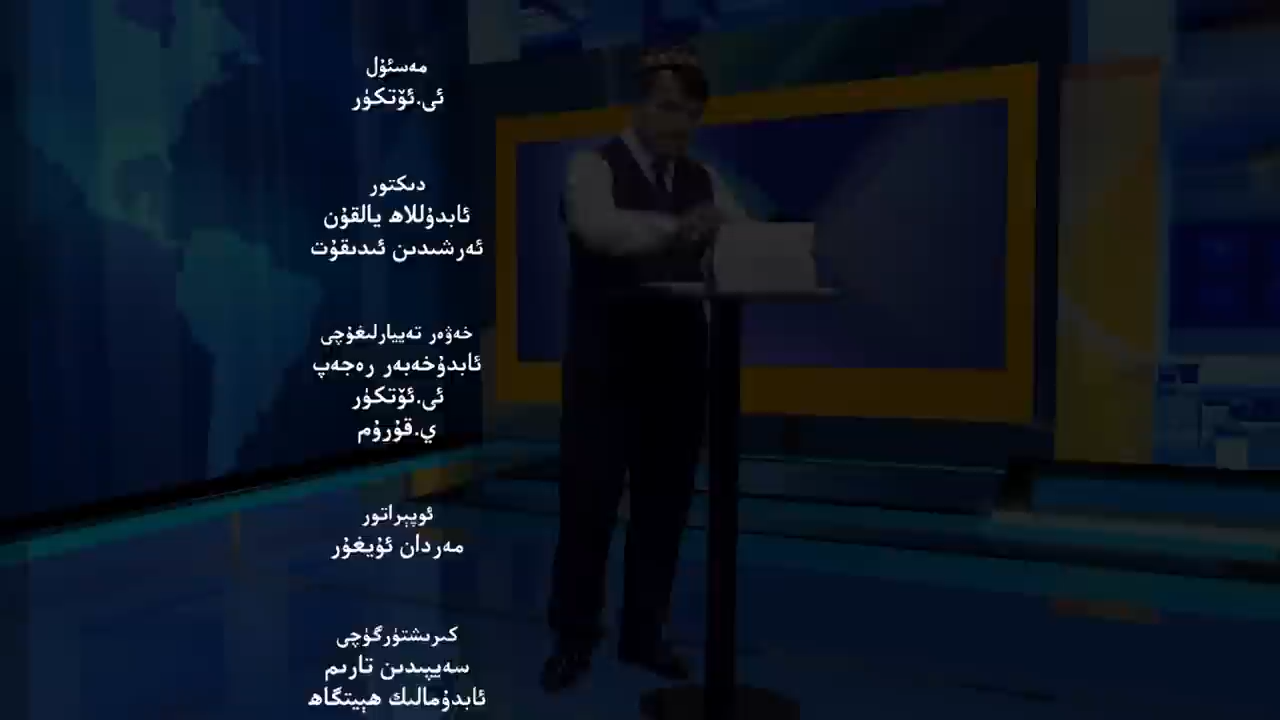 مەسئۇل
ئى.ئۆتكۈر
دىكتور
ئابدۇللاھ يالقۇن
ئەرشىدىن ئىدىقۇت
خەۋەر تەييارلىغۇچى
ئابدۇخەبەر رەجەپ
ئى.ئۆتكۈر
ي.قۇرۇم
ئوپېراتور
مەردان ئۇيغۇر
كىرىشتۈرگۈچى
سەيپىدىن تارىم
ئابدۇمالىك ھېيتگاھ